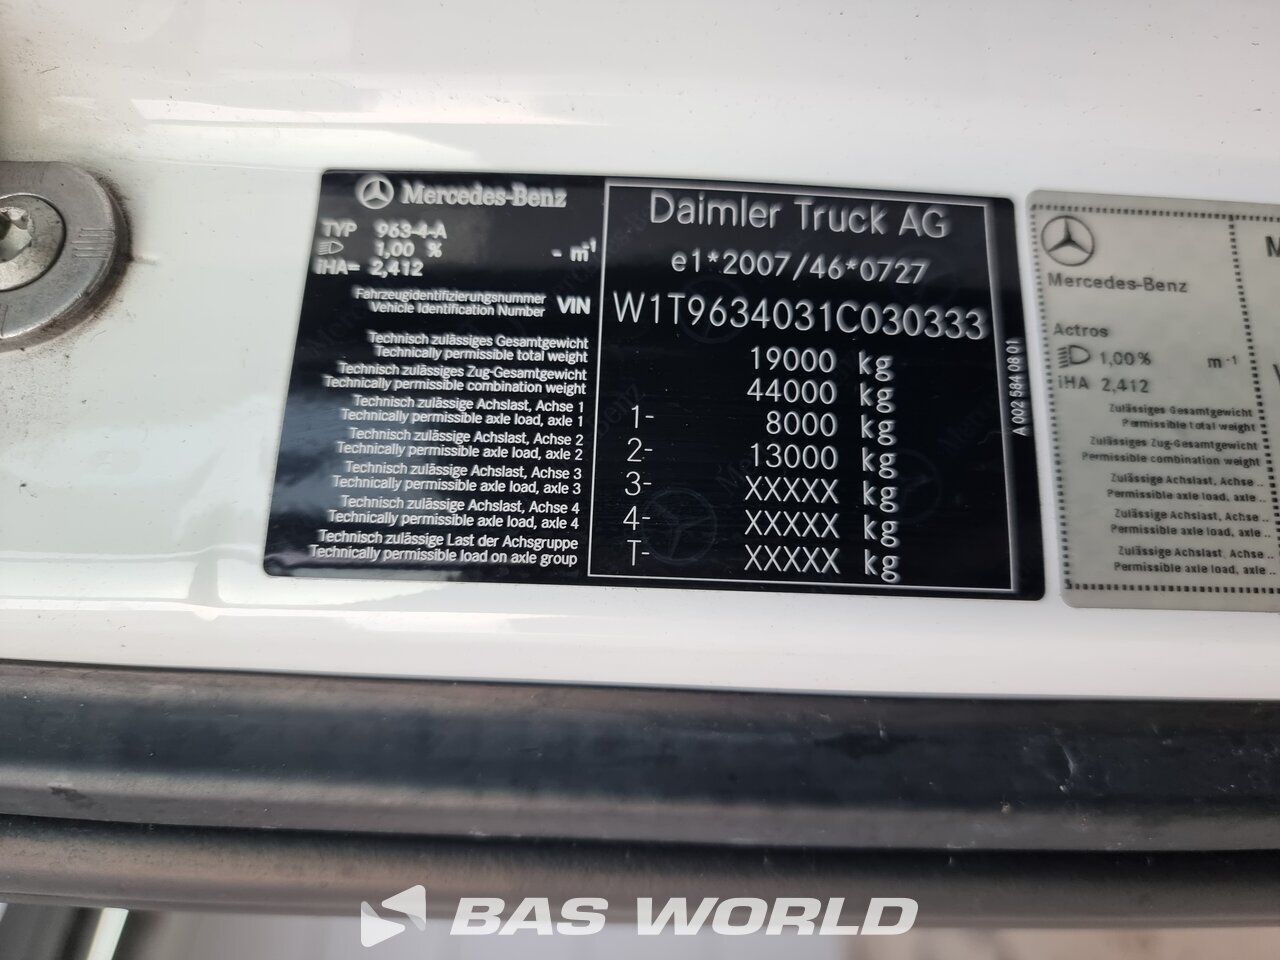 Mercedes-Benz
TYP 963-4-A
1,00 % - m⁻¹
iHA= 2,412
Fahrzeugidentifizierungsnummer
Vehicle Identification Number
VIN
Technisch zulässiges Gesamtgewicht
Technically permissible total weight
Technisch zulässiges Zug-Gesamtgewicht
Technically permissible combination weight
Technisch zulässige Achslast, Achse 1
Technically permissible axle load, axle 1
Technisch zulässige Achslast, Achse 2
Technically permissible axle load, axle 2
Technisch zulässige Achslast, Achse 3
Technically permissible axle load, axle 3
Technisch zulässige Achslast, Achse 4
Technically permissible axle load, axle 4
Technisch zulässige Last der Achsgruppe
Technically permissible load on axle group
Daimler Truck AG
e1*2007/46*0727
W1T9634031C030333
19000 kg
44000 kg
1- 8000 kg
2- 13000 kg
3- XXXXX kg
4- XXXXX kg
T- XXXXX kg
A 002 584 08 01
Mercedes-Benz
Actros
1,00% m⁻¹
iHA 2,412
Zulässiges Gesamtgewicht
Permissible total weight
Zulässiges Zug-Gesamtgewicht
Permissible combination weight
Zulässige Achslast, Achse ..
Permissible axle load, axle ..
Zulässige Achslast, Achse ..
Permissible axle load, axle ..
Zulässige Achslast, Achse ..
Permissible axle load, axle ..
BAS WORLD